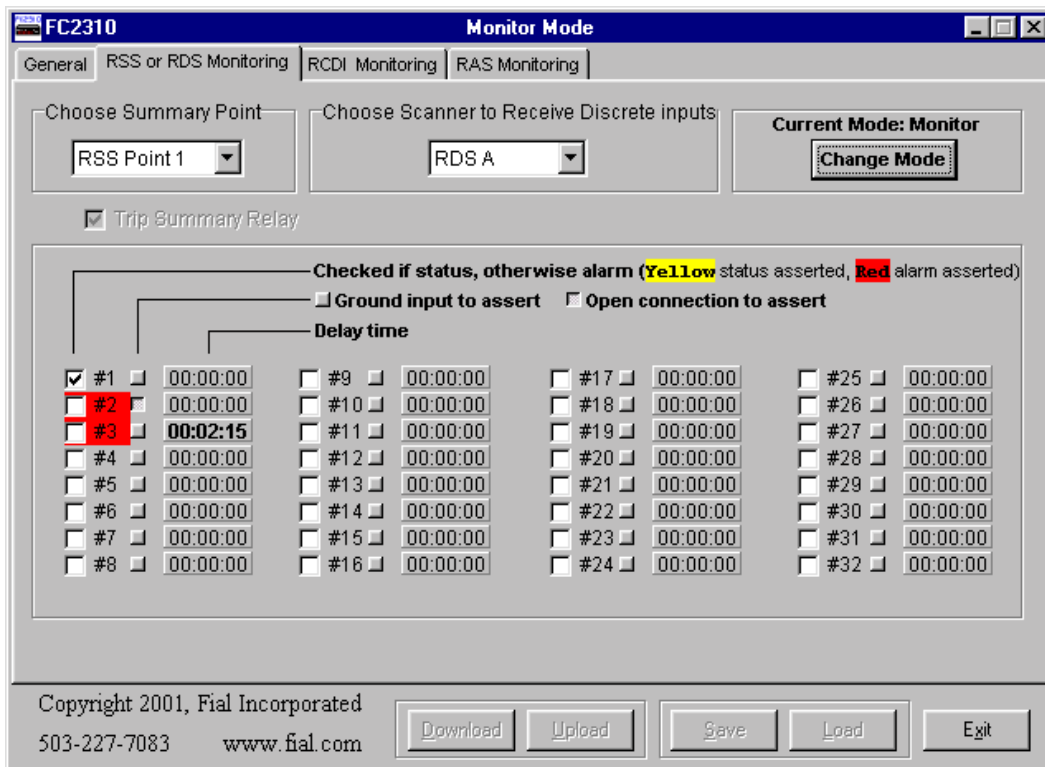 FC2310 Monitor Mode
General RSS or RDS Monitoring RCDI Monitoring RAS Monitoring
Choose Summary Point Choose Scanner to Receive Discrete inputs Current Mode: Monitor
RSS Point 1 RDS A Change Mode
Trip Summary Relay
Checked if status, otherwise alarm (Yellow status asserted, Red alarm asserted)
Ground input to assert Open connection to assert
Delay time
#1 00:00:00 #9 00:00:00 #17 00:00:00 #25 00:00:00
#2 00:00:00 #10 00:00:00 #18 00:00:00 #26 00:00:00
#3 00:02:15 #11 00:00:00 #19 00:00:00 #27 00:00:00
#4 00:00:00 #12 00:00:00 #20 00:00:00 #28 00:00:00
#5 00:00:00 #13 00:00:00 #21 00:00:00 #29 00:00:00
#6 00:00:00 #14 00:00:00 #22 00:00:00 #30 00:00:00
#7 00:00:00 #15 00:00:00 #23 00:00:00 #31 00:00:00
#8 00:00:00 #16 00:00:00 #24 00:00:00 #32 00:00:00
Copyright 2001, Fial Incorporated
503-227-7083 www.fial.com
Download Upload Save Load Exit